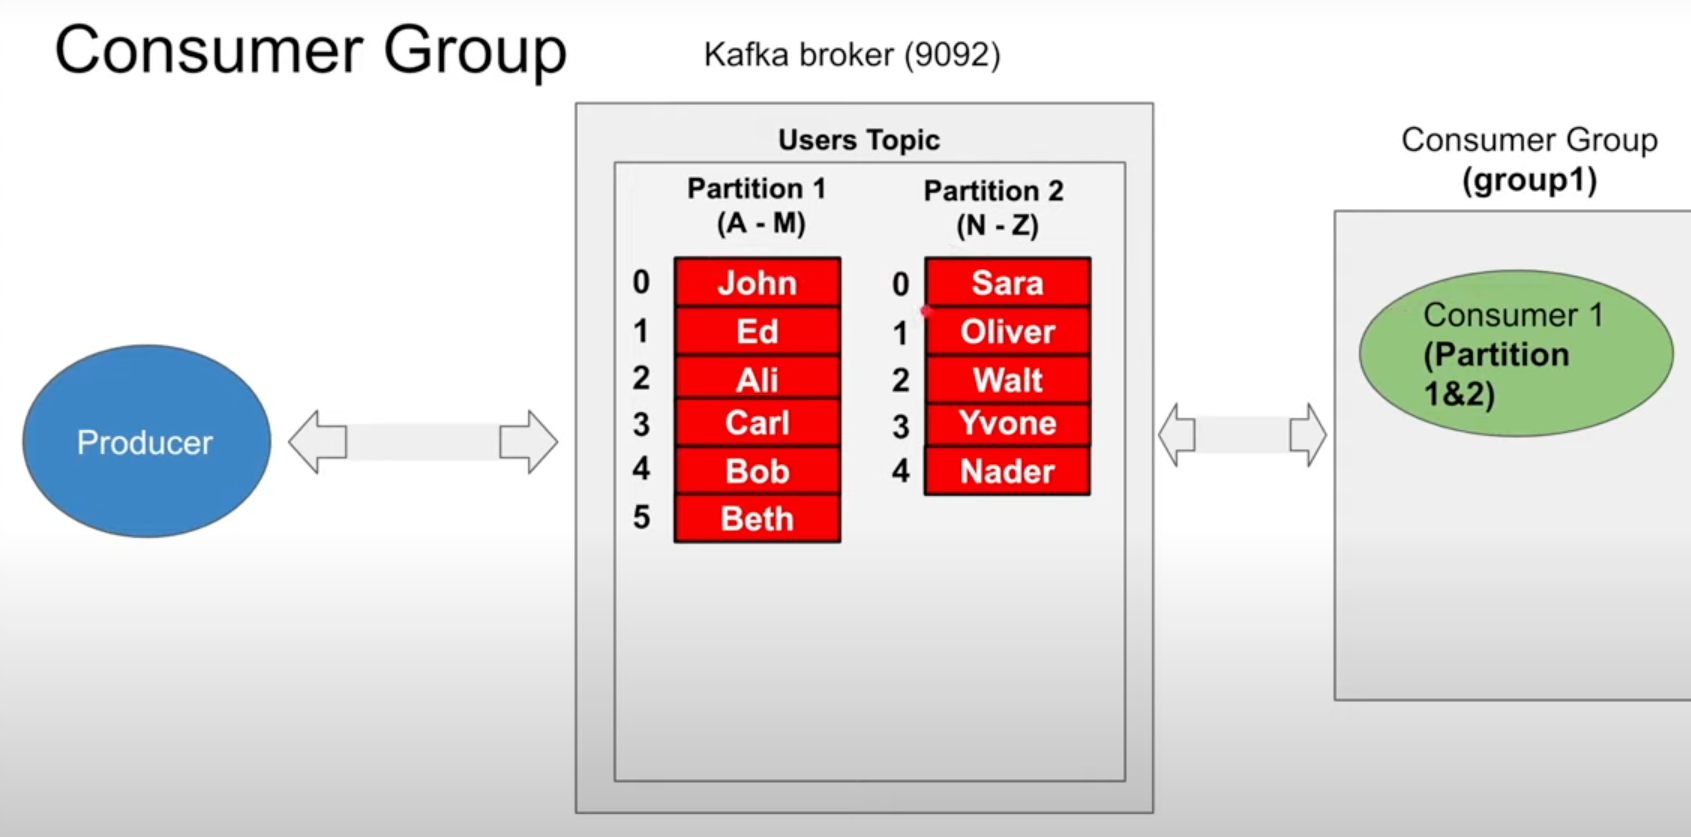 Consumer Group
Kafka broker (9092)
Users Topic
Partition 1
(A - M)
0 John
1 Ed
2 Ali
3 Carl
4 Bob
5 Beth
Partition 2
(N - Z)
0 Sara
1 Oliver
2 Walt
3 Yvone
4 Nader
Producer
Consumer Group
(group1)
Consumer 1
(Partition
1&2)